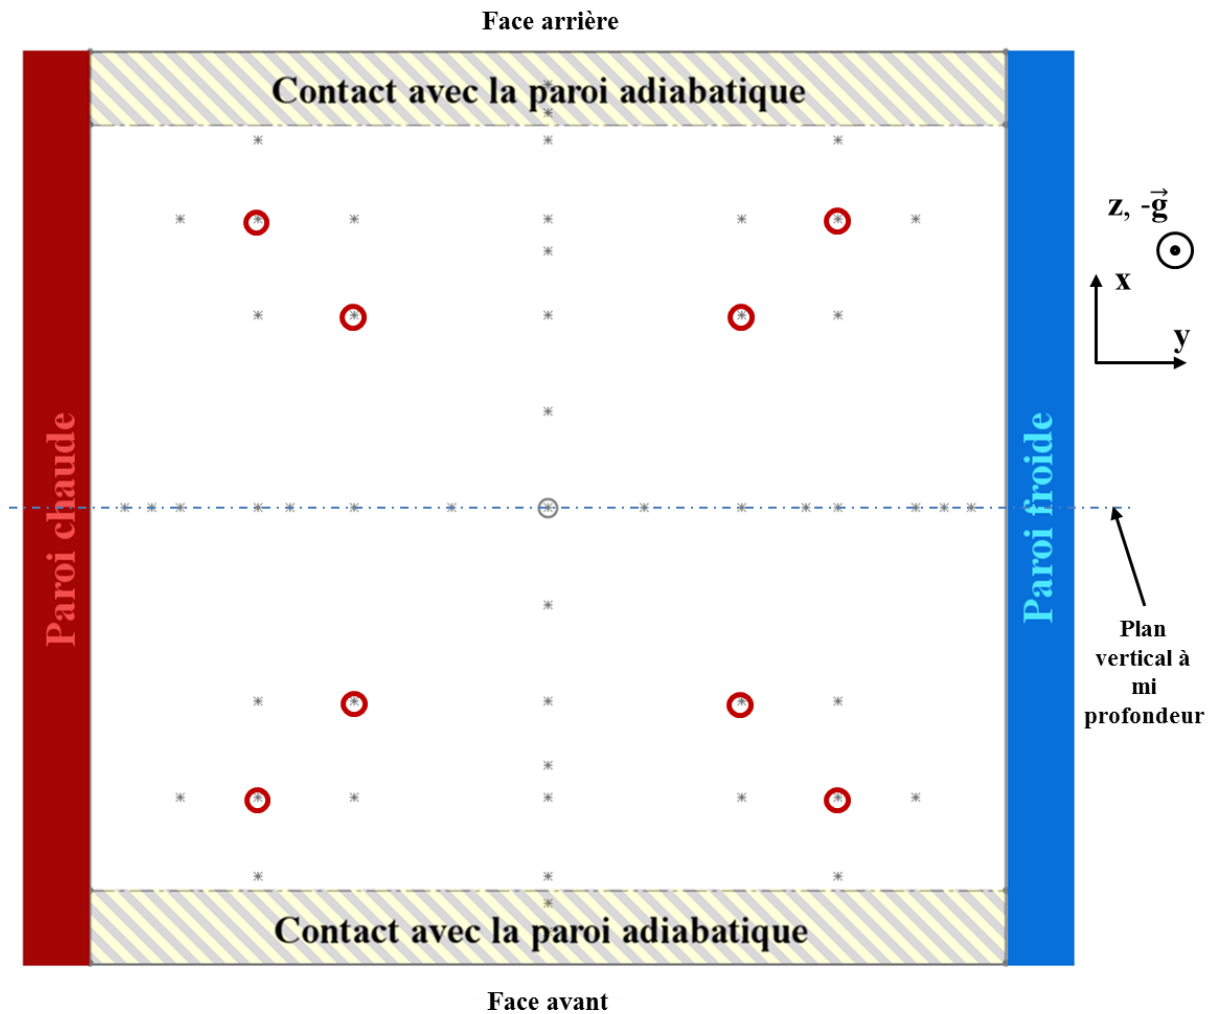 Face arrière
Contact avec la paroi adiabatique
z, -g⃗
x
y
Paroi chaude
Paroi froide
Plan
vertical à
mi
profondeur
Contact avec la paroi adiabatique
Face avant